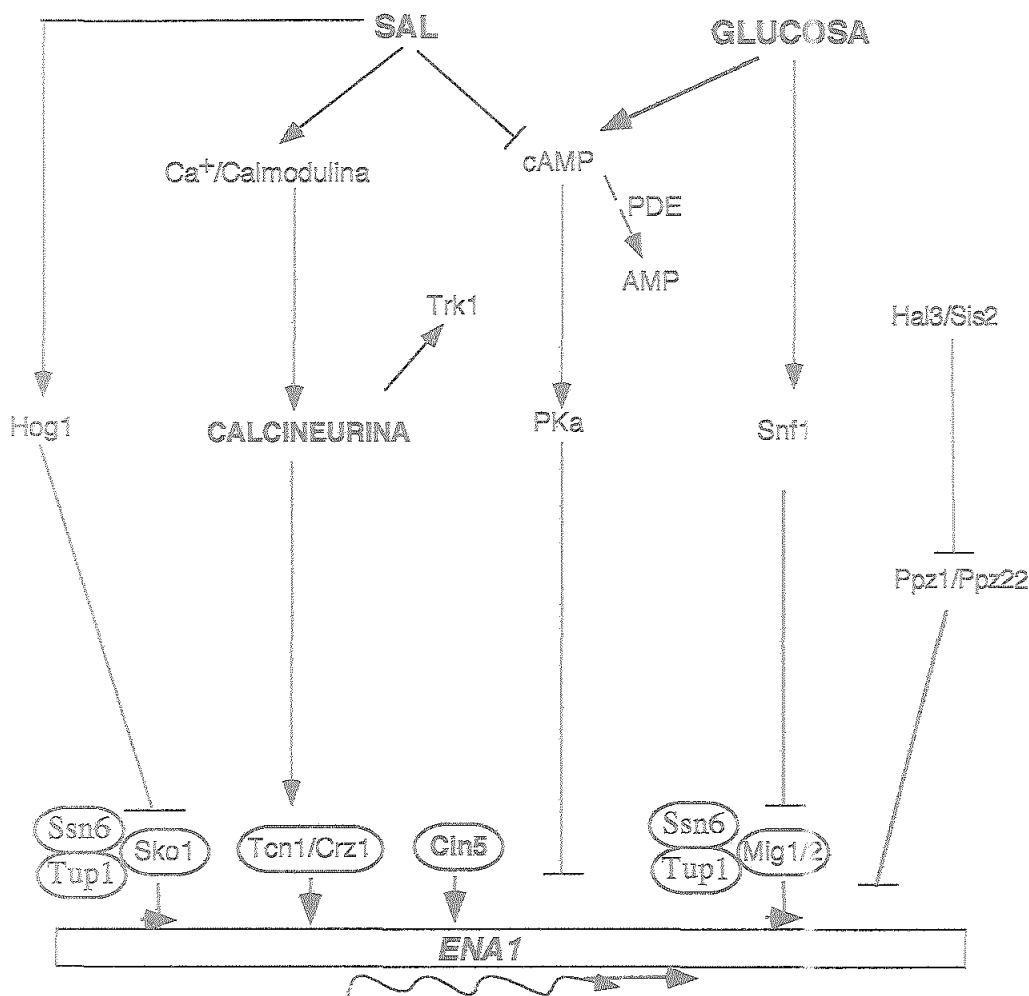 SAL
GLUCOSA
Ca+/Calmodulina
cAMP
PDE
AMP
Trk1
Hal3/Sis2
Hog1
CALCINEURINA
PKa
Snf1
Ppz1/Ppz22
Ssn6
Tup1
Sko1
Tcn1/Crz1
Cin5
Ssn6
Tup1
Mig1/2
ENA1